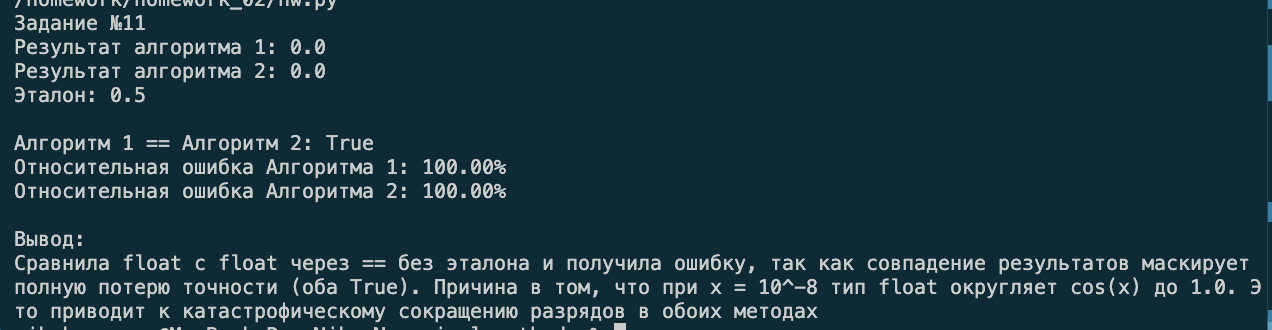 /homework/homework_02/hw.py
Задание №11
Результат алгоритма 1: 0.0
Результат алгоритма 2: 0.0
Эталон: 0.5
Алгоритм 1 == Алгоритм 2: True
Относительная ошибка Алгоритма 1: 100.00%
Относительная ошибка Алгоритма 2: 100.00%
Вывод:
Сравнила float с float через == без эталона и получила ошибку, так как совпадение результатов маскирует
полную потерю точности (оба True). Причина в том, что при x = 10^-8 тип float округляет cos(x) до 1.0. Э
то приводит к катастрофическому сокращению разрядов в обоих методах